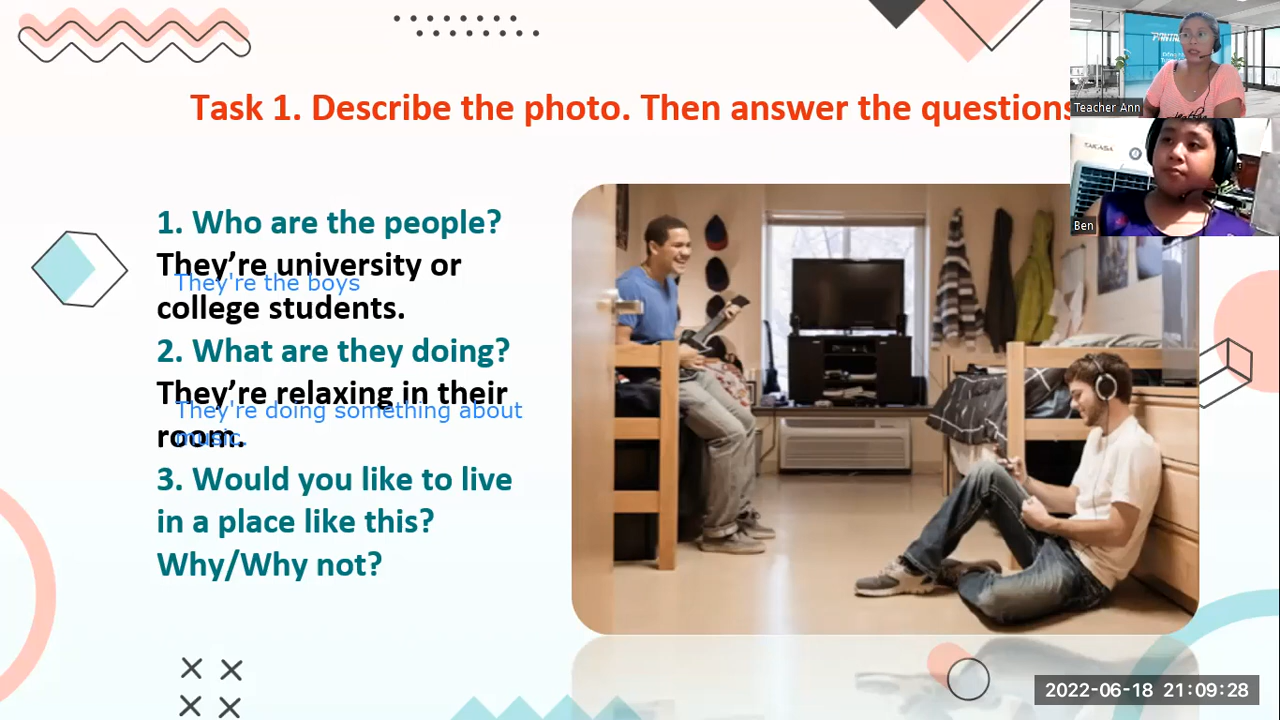 Task 1. Describe the photo. Then answer the questions
Teacher Ann
TAKASA
Ben
1. Who are the people?
They’re university or
They're the boys
college students.
2. What are they doing?
They’re relaxing in their
They're doing something about
room.
music.
3. Would you like to live
in a place like this?
Why/Why not?
2022-06-18 21:09:28